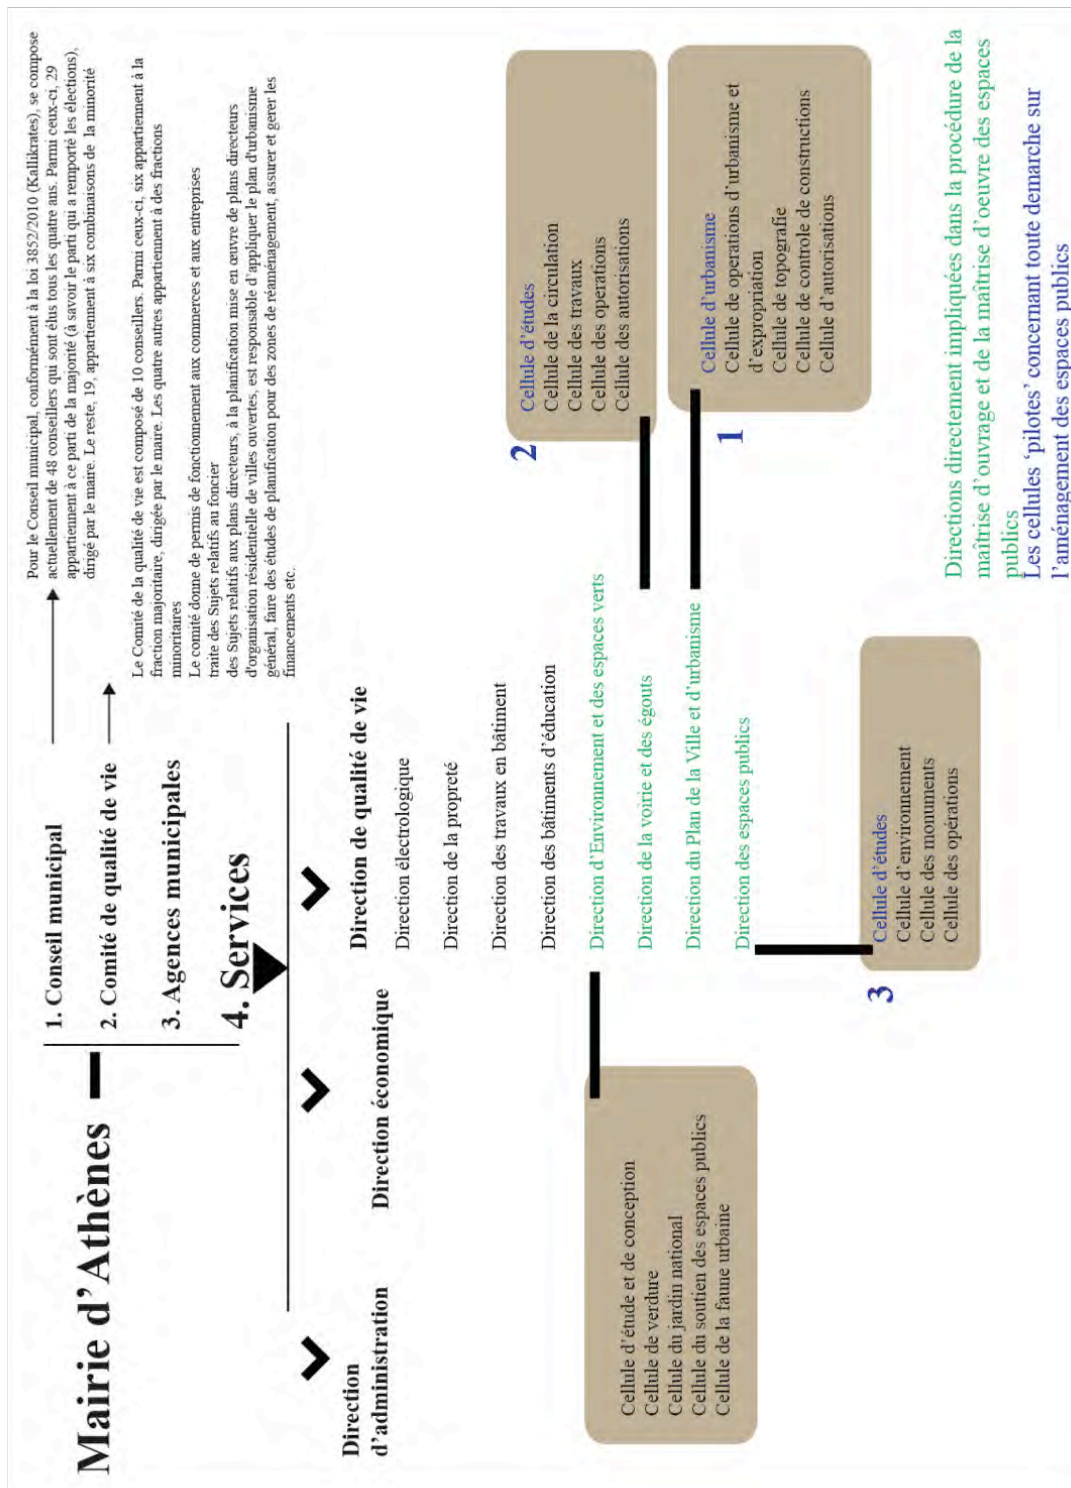 Mairie d’Athènes
1. Conseil municipal
Pour le Conseil municipal, conformément à la loi 3852/2010 (Kallikrates), se compose
actuellement de 48 conseillers qui sont élus tous les quatre ans. Parmi ceux-ci, 29
appartiennent à ce parti de la majorité (à savoir le parti qui a remporté les élections),
dirigé par le maire. Le reste, 19, appartiennent á six combinaisons de la minorité
2. Comité de qualité de vie
Le Comité de la qualité de vie est composé de 10 conseillers. Parmi ceux-ci, six appartiennent à la
fraction majoritaire, dirigée par le maire. Les quatre autres appartiennent à des fractions
minoritaires
Le comité donne de permis de fonctionnement aux commerces et aux entreprises
traite des Sujets relatifs au foncier
des Sujets relatifs aux plans directeurs, à la planification mise en œuvre de plans directeurs
d'organisation résidentielle de villes ouvertes, est responsable d'appliquer le plan d'urbanisme
général, faire des études de planification pour des zones de réaménagement, assurer et gerer les
financements etc.
3. Agences municipales
4. Services
Direction
d’administration
Direction économique
Direction de qualité de vie
Direction électrologique
Direction de la propreté
Direction des travaux en bâtiment
Direction des bâtiments d’éducation
Direction d’Environnement et des espaces verts
Direction de la voirie et des égouts
Direction du Plan de la Ville et d’urbanisme
Direction des espaces publics
Cellule d’étude et de conception
Cellule de verdure
Cellule du jardin national
Cellule du soutien des espaces publics
Cellule de la faune urbaine
2
Cellule d’études
Cellule de la circulation
Cellule des travaux
Cellule des operations
Cellule des autorisations
1
Cellule d’urbanisme
Cellule de operations d’urbanisme et
d’expropriation
Cellule de topografie
Cellule de controle de constructions
Cellule d’autorisations
3
Cellule d’études
Cellule d’environnement
Cellule des monuments
Cellule des opérations
Directions directement impliquées dans la procédure de la
maîtrise d’ouvrage et de la maîtrise d’oeuvre des espaces
publics
Les cellules ‘pilotes’ concernant toute demarche sur
l’aménagement des espaces publics